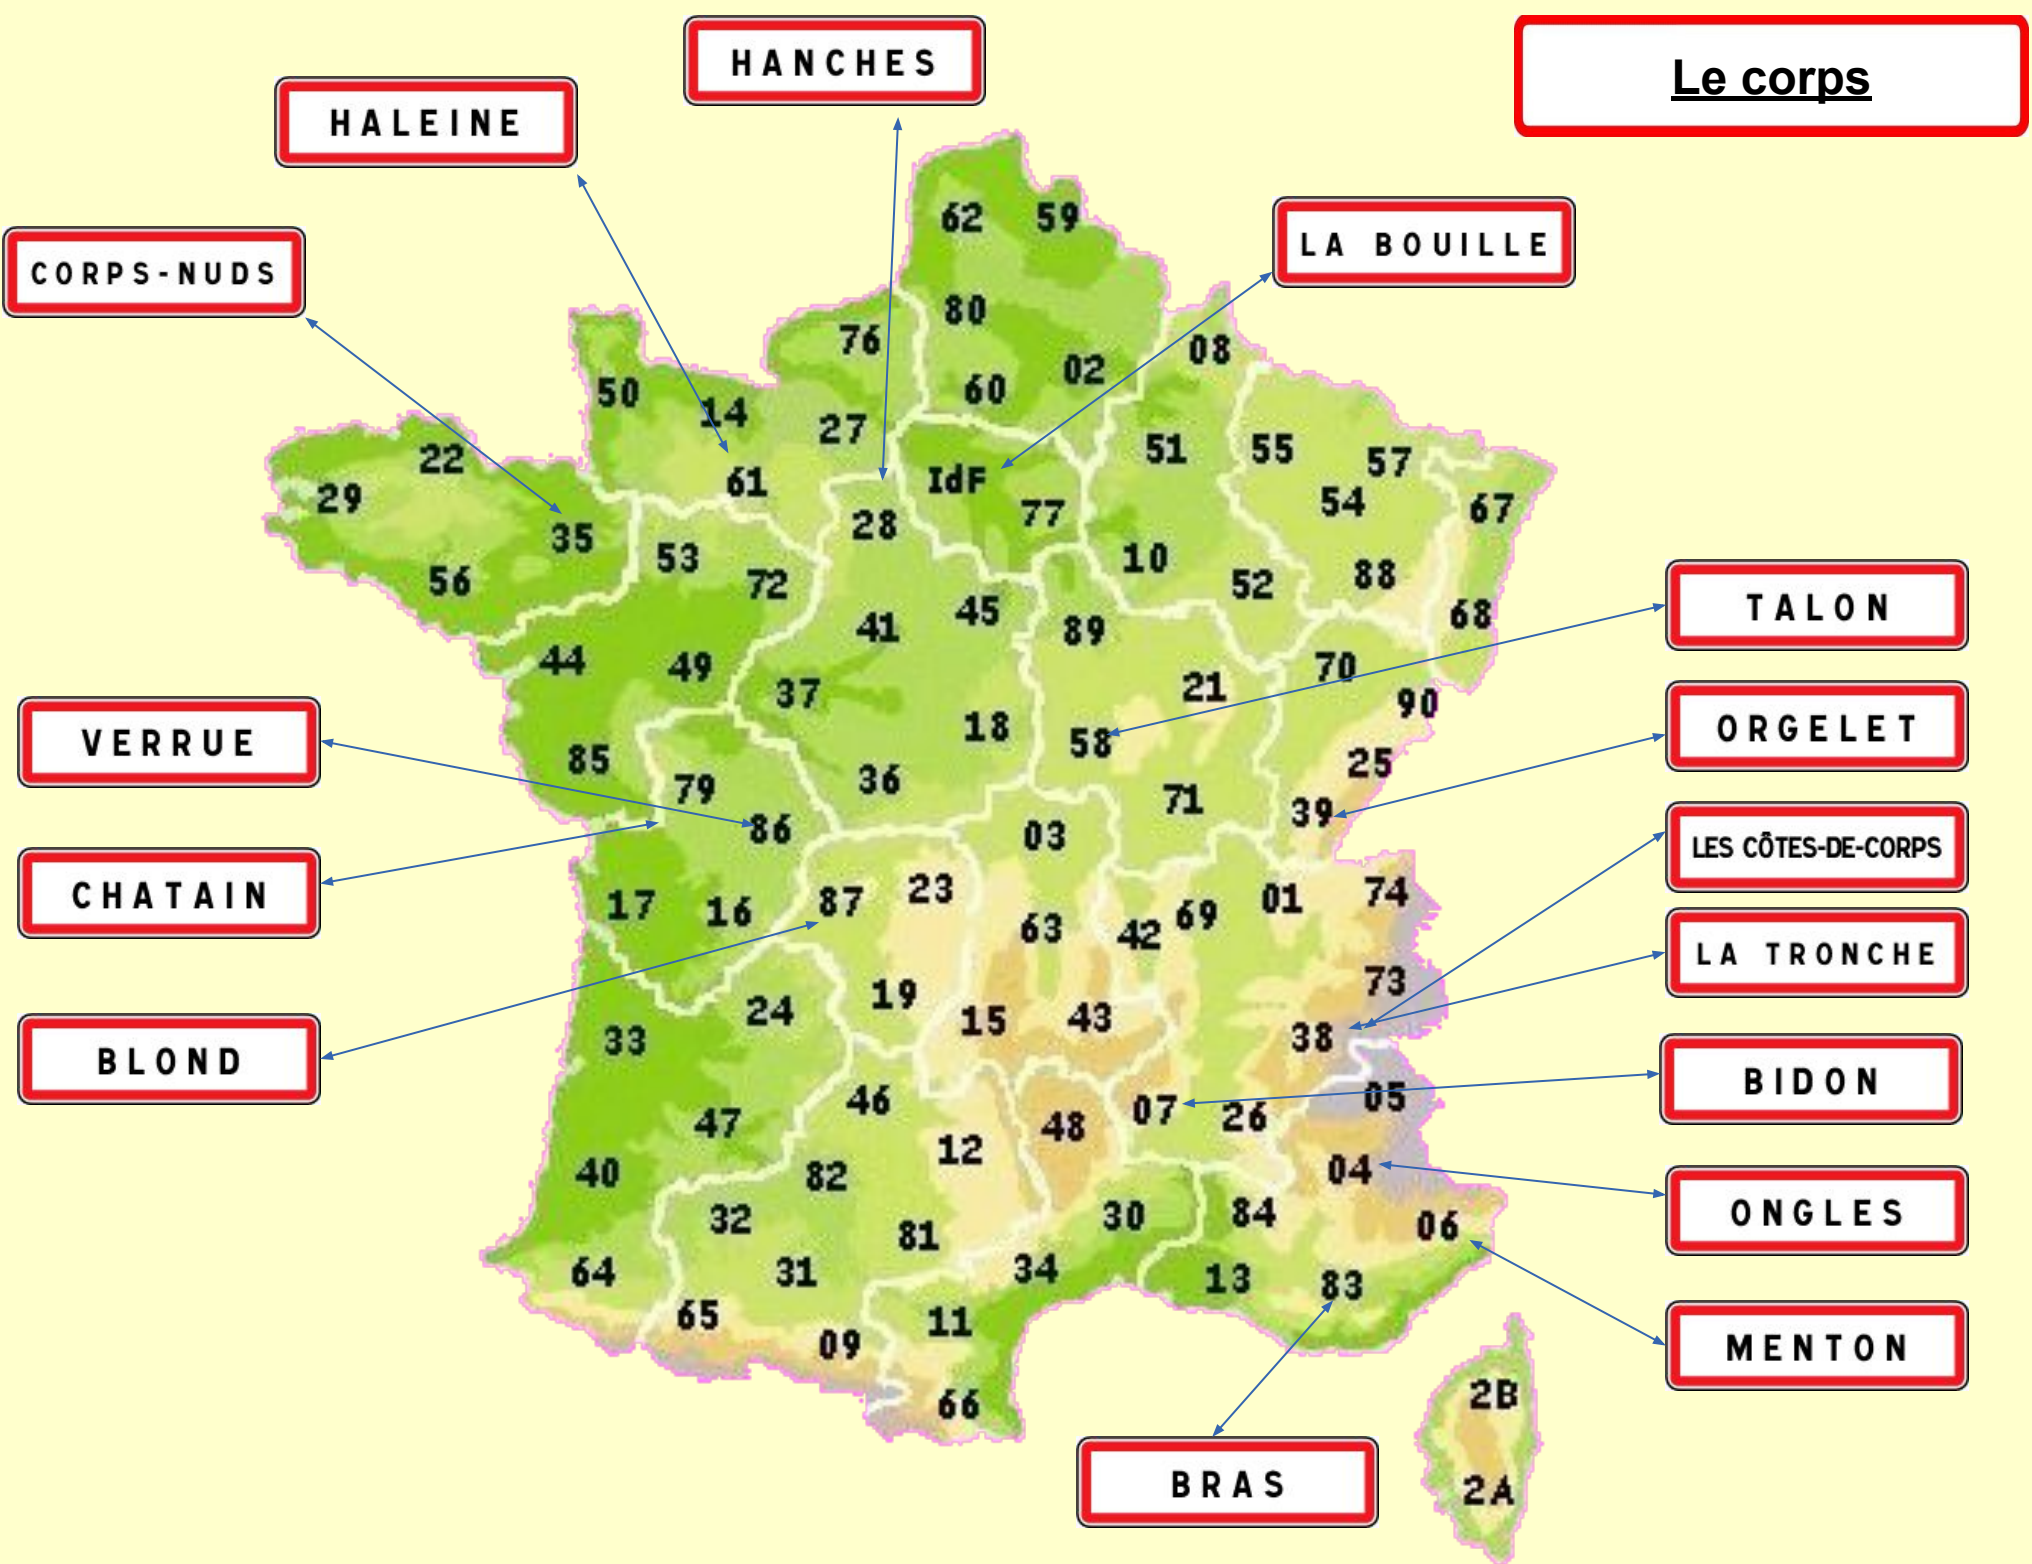 HANCHES
Le corps
HALEINE
LA BOUILLE
CORPS-NUDS
62 59
80
76 08
02
60
50 14
27
51 55 57
22 61 IdF
29 28 77 54 67
35 53
10
56 72 52 88
45 68
TALON
41 89
44 49 70
37 21 90
ORGELET
18 58
VERRUE
85 79 36 71 25
39
86 03
LES CÔTES-DE-CORPS
CHATAIN
17 16 87 23 01 74
63 42 69
LA TRONCHE
73
19
24 15 43 38
33
BLOND
BIDON
46 05
47 48 07 26
12
40 82 04
ONGLES
32 81 30 84 06
64 31 34 13 83
65 11
09
MENTON
66
2B
BRAS
2A